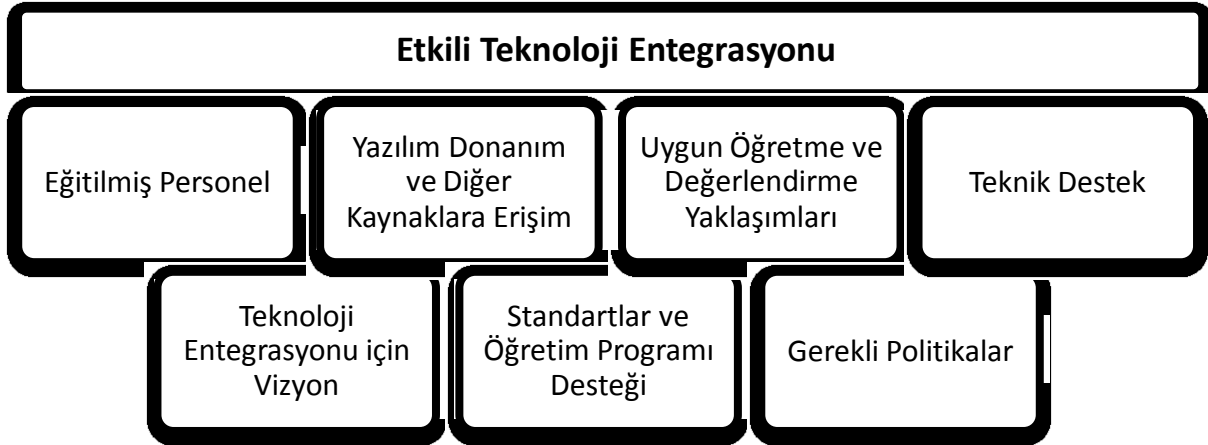 Etkili Teknoloji Entegrasyonu
Eğitilmiş Personel
Yazılım Donanım
ve Diğer
Kaynaklara Erişim
Uygun Öğretme ve
Değerlendirme
Yaklaşımları
Teknik Destek
Teknoloji
Entegrasyonu için
Vizyon
Standartlar ve
Öğretim Programı
Desteği
Gerekli Politikalar